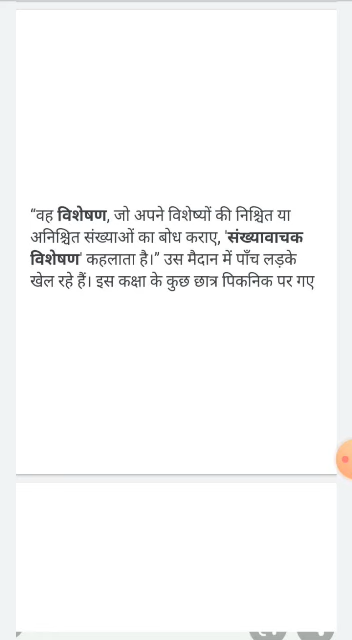 “वह विशेषण, जो अपने विशेष्यों की निश्चित या
अनिश्चित संख्याओं का बोध कराए, 'संख्यावाचक
विशेषण' कहलाता है।” उस मैदान में पाँच लड़के
खेल रहे हैं। इस कक्षा के कुछ छात्र पिकनिक पर गए